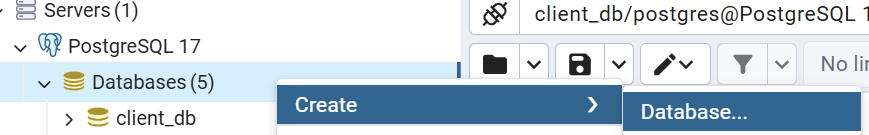 Servers (1)
client_db/postgres@PostgreSQL 1
PostgreSQL 17
Databases (5)
No li
Create
Database...
client_db